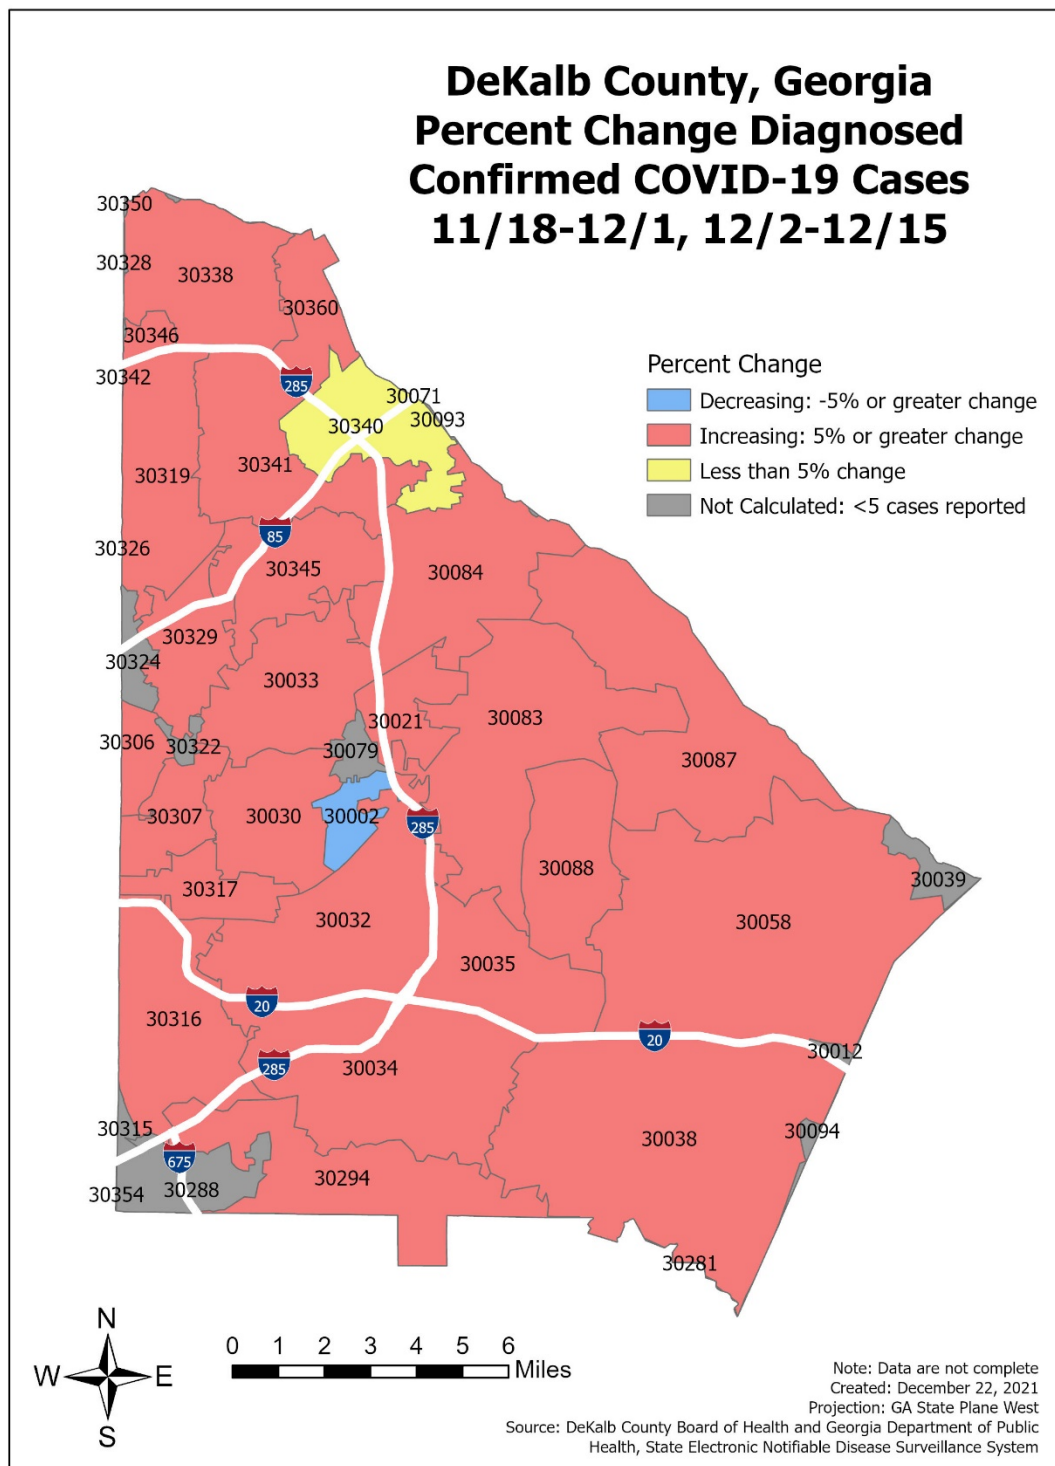 DeKalb County, Georgia
Percent Change Diagnosed
Confirmed COVID-19 Cases
11/18-12/1, 12/2-12/15
30350
30328
30338
30360
30346
30342
285
30071
30340
30093
30341
30319
85
30326
30345
30084
30329
30324
30033
30021
30083
30306
30322
30079
30087
30307
30030
30002
285
30088
30039
30317
30032
30058
30035
20
30316
20
30012
285
30034
30315
30038
30094
675
30354
30288
30294
30281
Percent Change
Decreasing: -5% or greater change
Increasing: 5% or greater change
Less than 5% change
Not Calculated: <5 cases reported
N
W E
S
0 1 2 3 4 5 6
Miles
Note: Data are not complete
Created: December 22, 2021
Projection: GA State Plane West
Source: DeKalb County Board of Health and Georgia Department of Public
Health, State Electronic Notifiable Disease Surveillance System